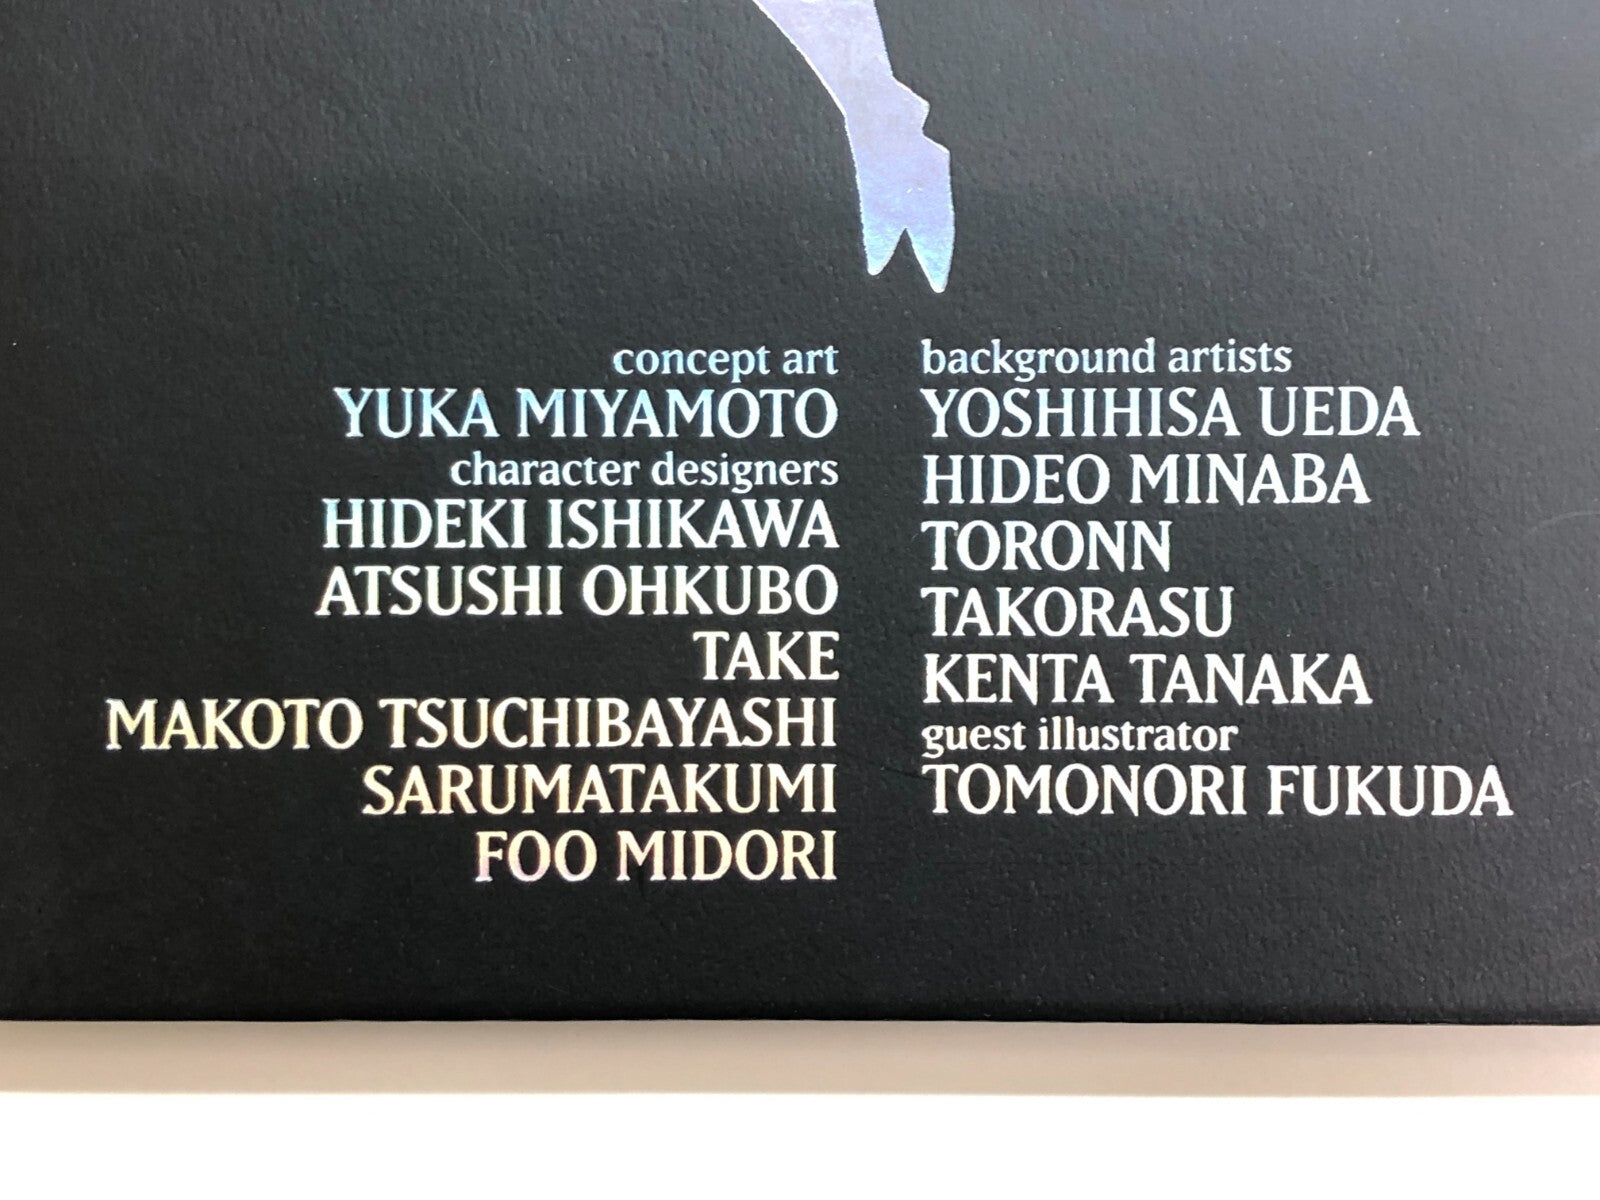 concept art
YUKA MIYAMOTO
character designers
HIDEKI ISHIKAWA
ATSUSHI OHKUBO
TAKE
MAKOTO TSUCHIBAYASHI
SARUMATAKUMI
FOO MIDORI
background artists
YOSHIHISA UEDA
HIDEO MINABA
TORONN
TAKORASU
KENTA TANAKA
guest illustrator
TOMONORI FUKUDA